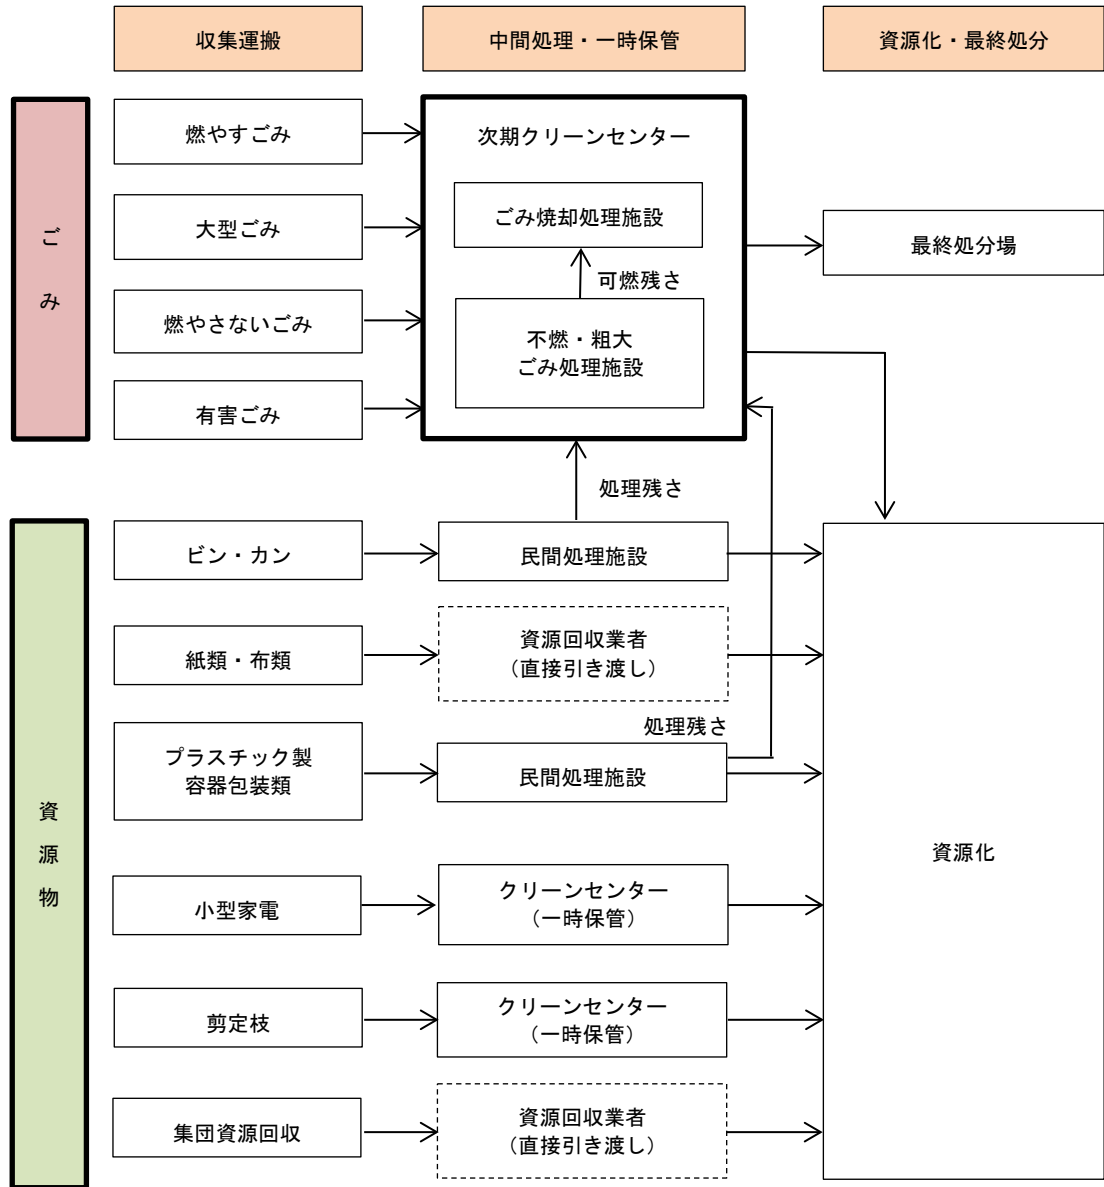 収集運搬
中間処理・一時保管
資源化・最終処分
ごみ
燃やすごみ
大型ごみ
燃やさないごみ
有害ごみ
次期クリーンセンター
ごみ焼却処理施設
可燃残さ
不燃・粗大
ごみ処理施設
最終処分場
処理残さ
資源物
ビン・カン
民間処理施設
紙類・布類
資源回収業者
（直接引き渡し）
処理残さ
プラスチック製
容器包装類
民間処理施設
資源化
小型家電
クリーンセンター
（一時保管）
剪定枝
クリーンセンター
（一時保管）
集団資源回収
資源回収業者
（直接引き渡し）